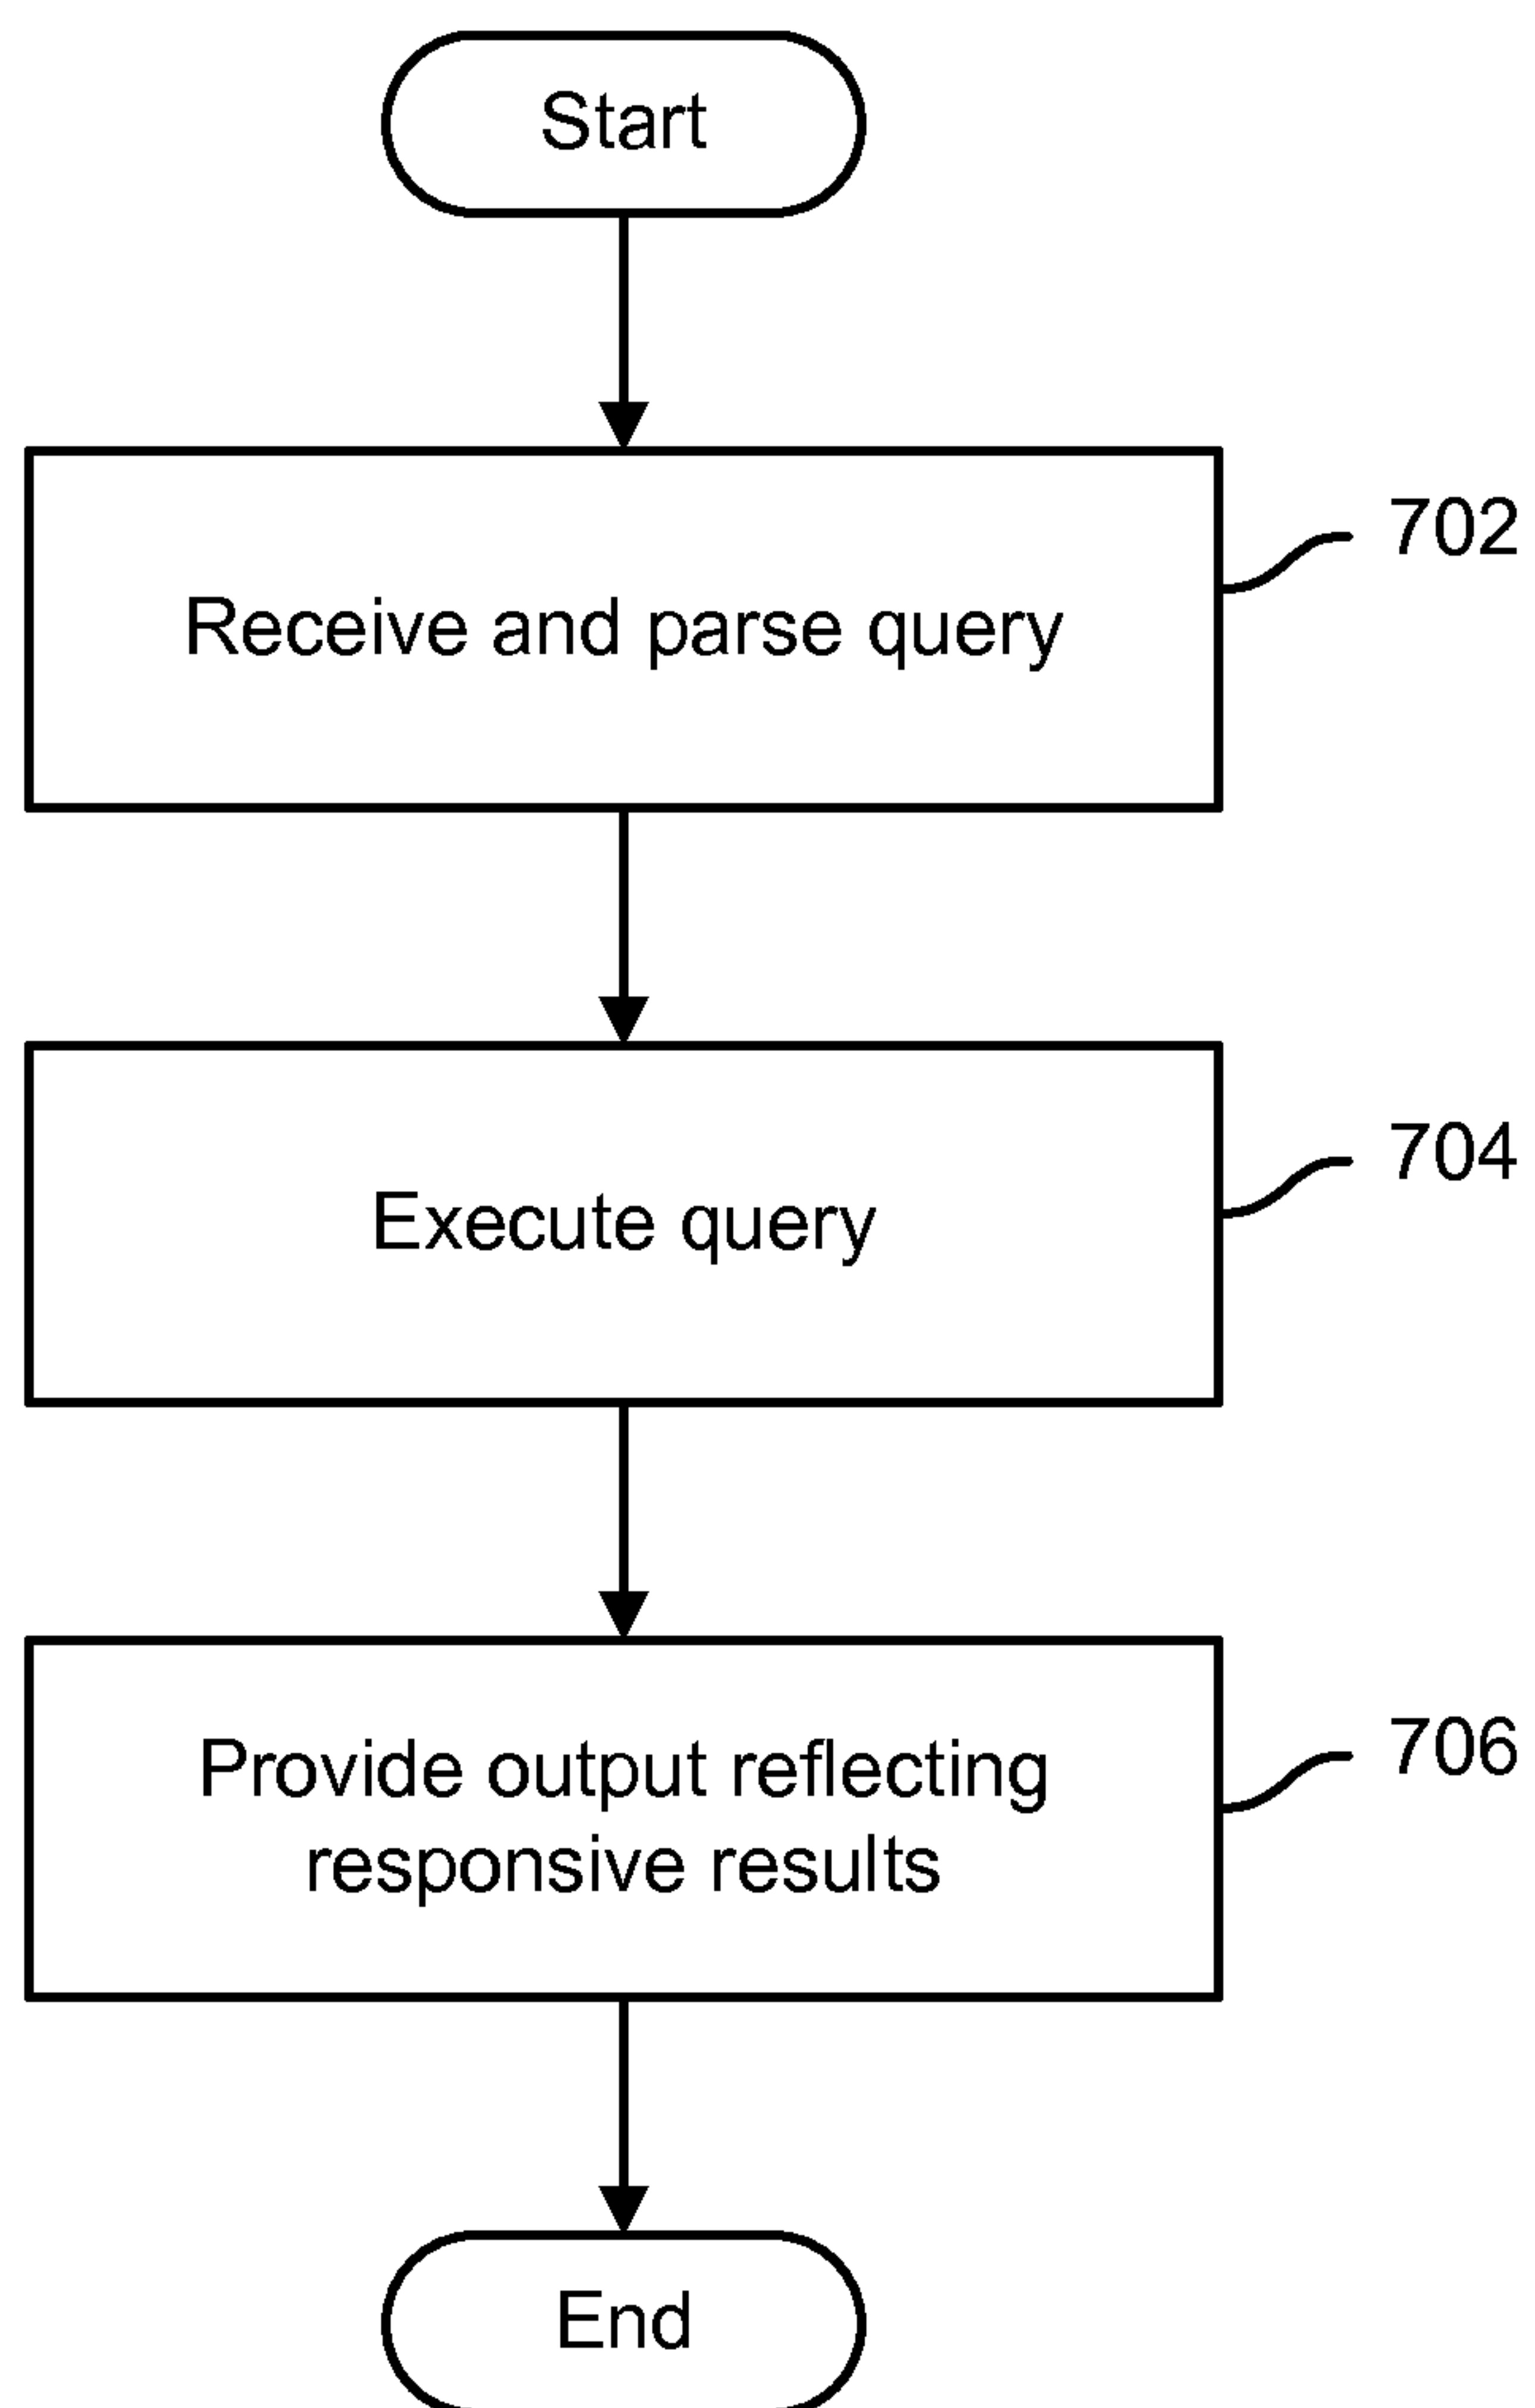 Start
702
Receive and parse query
704
Execute query
706
Provide output reflecting
responsive results
End